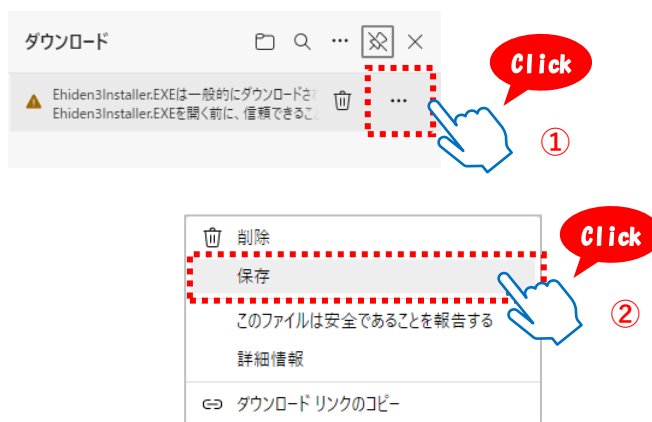 ダウンロード
Click
Ehiden3Installer.EXEは一般的にダウンロードさ
Ehiden3Installer.EXEを開く前に、信頼できるこ
①
削除
Click
保存
②
このファイルは安全であることを報告する
詳細情報
ダウンロード リンクのコピー